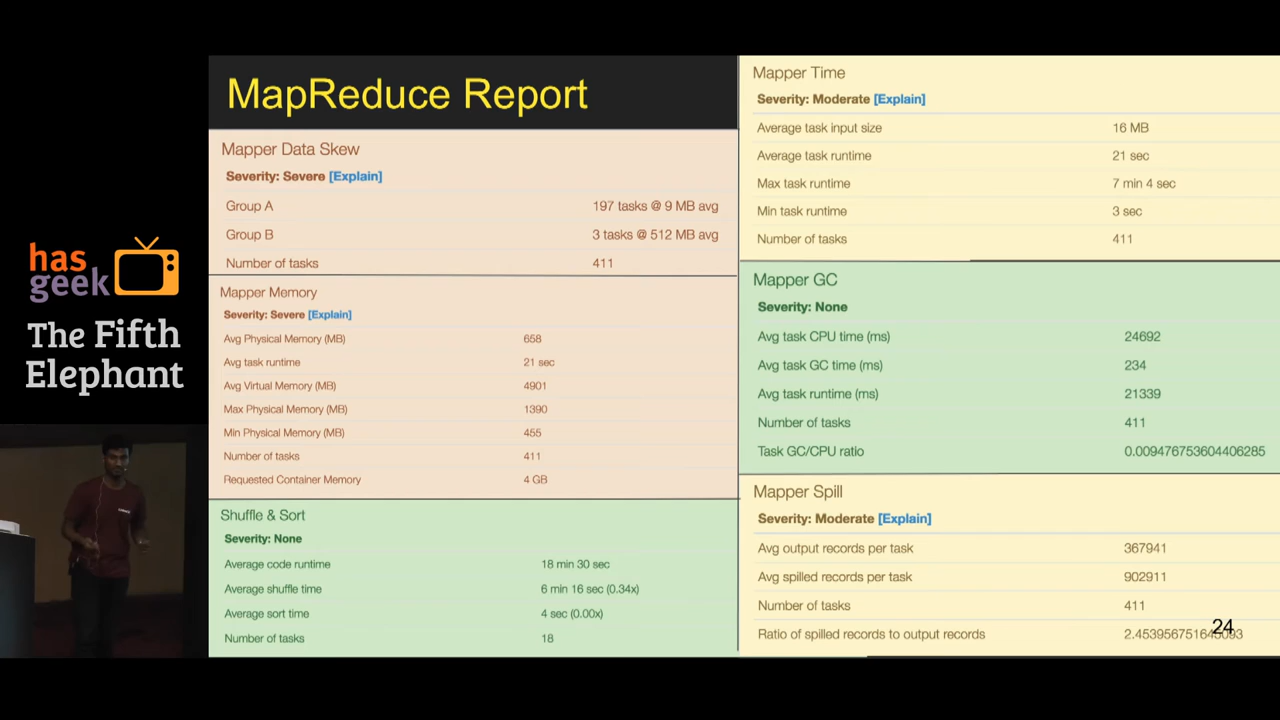 has
geek
The Fifth
Elephant
MapReduce Report
Mapper Data Skew
Severity: Severe [Explain]
Group A 197 tasks @ 9 MB avg
Group B 3 tasks @ 512 MB avg
Number of tasks 411
Mapper Memory
Severity: Severe [Explain]
Avg Physical Memory (MB) 658
Avg task runtime 21 sec
Avg Virtual Memory (MB) 4901
Max Physical Memory (MB) 1390
Min Physical Memory (MB) 455
Number of tasks 411
Requested Container Memory 4 GB
Shuffle & Sort
Severity: None
Average code runtime 18 min 30 sec
Average shuffle time 6 min 16 sec (0.34x)
Average sort time 4 sec (0.00x)
Number of tasks 18
Mapper Time
Severity: Moderate [Explain]
Average task input size 16 MB
Average task runtime 21 sec
Max task runtime 7 min 4 sec
Min task runtime 3 sec
Number of tasks 411
Mapper GC
Severity: None
Avg task CPU time (ms) 24692
Avg task GC time (ms) 234
Avg task runtime (ms) 21339
Number of tasks 411
Task GC/CPU ratio 0.009476753604406285
Mapper Spill
Severity: Moderate [Explain]
Avg output records per task 367941
Avg spilled records per task 902911
Number of tasks 411
Ratio of spilled records to output records
24